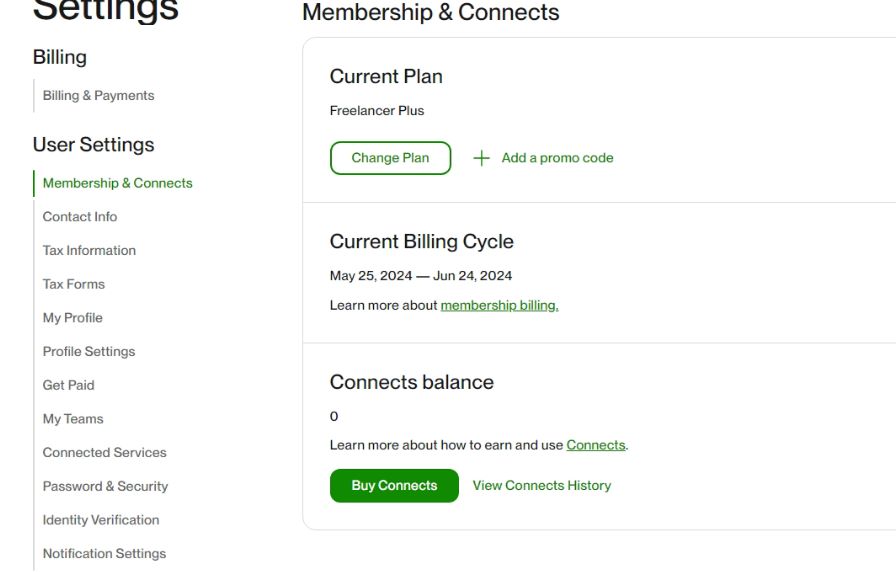 Settings
Billing
Billing & Payments
User Settings
Membership & Connects
Contact Info
Tax Information
Tax Forms
My Profile
Profile Settings
Get Paid
My Teams
Connected Services
Password & Security
Identity Verification
Notification Settings
Membership & Connects
Current Plan
Freelancer Plus
Change Plan + Add a promo code
Current Billing Cycle
May 25, 2024 — Jun 24, 2024
Learn more about membership billing.
Connects balance
0
Learn more about how to earn and use Connects.
Buy Connects View Connects History